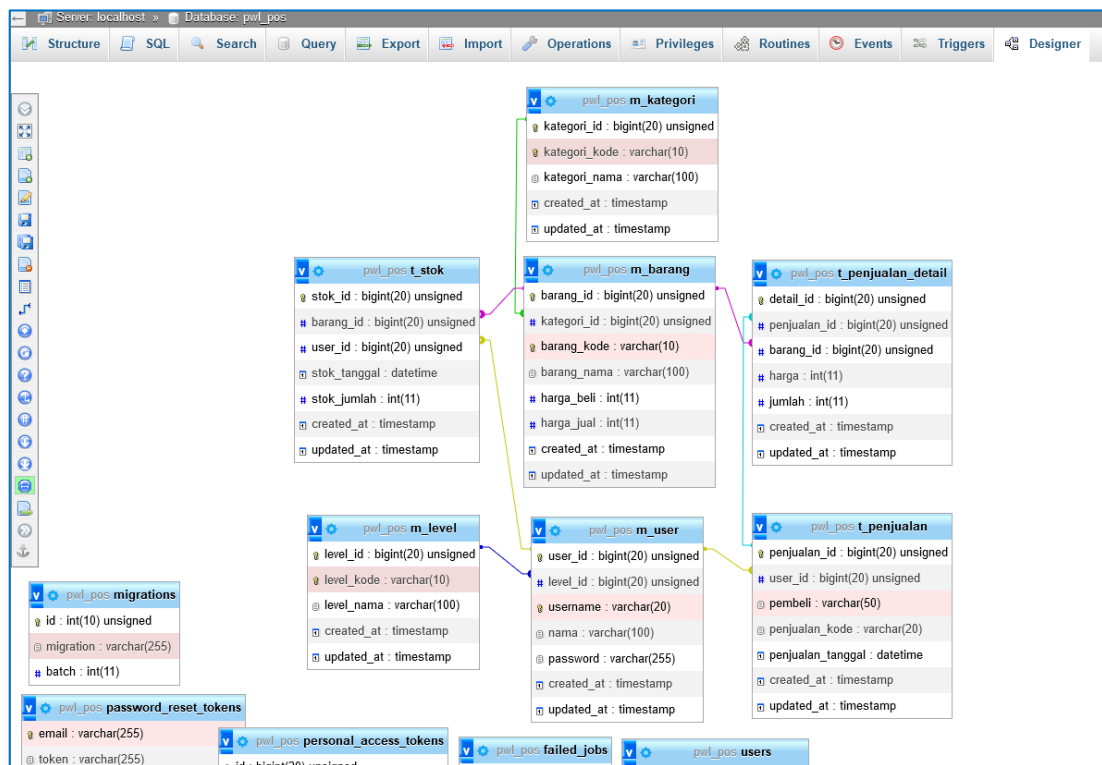 Server: localhost » Database: pwl_pos
Structure SQL Search Query Export Import Operations Privileges Routines Events Triggers Designer
pwl_pos m_kategori
kategori_id : bigint(20) unsigned
kategori_kode : varchar(10)
kategori_nama : varchar(100)
created_at : timestamp
updated_at : timestamp
pwl_pos t_stok
stok_id : bigint(20) unsigned
barang_id : bigint(20) unsigned
user_id : bigint(20) unsigned
stok_tanggal : datetime
stok_jumlah : int(11)
created_at : timestamp
updated_at : timestamp
pwl_pos m_barang
barang_id : bigint(20) unsigned
kategori_id : bigint(20) unsigned
barang_kode : varchar(10)
barang_nama : varchar(100)
harga_beli : int(11)
harga_jual : int(11)
created_at : timestamp
updated_at : timestamp
pwl_pos t_penjualan_detail
detail_id : bigint(20) unsigned
penjualan_id : bigint(20) unsigned
barang_id : bigint(20) unsigned
harga : int(11)
jumlah : int(11)
created_at : timestamp
updated_at : timestamp
pwl_pos m_level
level_id : bigint(20) unsigned
level_kode : varchar(10)
level_nama : varchar(100)
created_at : timestamp
updated_at : timestamp
pwl_pos m_user
user_id : bigint(20) unsigned
level_id : bigint(20) unsigned
username : varchar(20)
nama : varchar(100)
password : varchar(255)
created_at : timestamp
updated_at : timestamp
pwl_pos t_penjualan
penjualan_id : bigint(20) unsigned
user_id : bigint(20) unsigned
pembeli : varchar(50)
penjualan_kode : varchar(20)
penjualan_tanggal : datetime
created_at : timestamp
updated_at : timestamp
pwl_pos migrations
id : int(10) unsigned
migration : varchar(255)
batch : int(11)
pwl_pos password_reset_tokens
email : varchar(255)
token : varchar(255)
pwl_pos personal_access_tokens
id : bigint(20) unsigned
pwl_pos failed_jobs
pwl_pos users